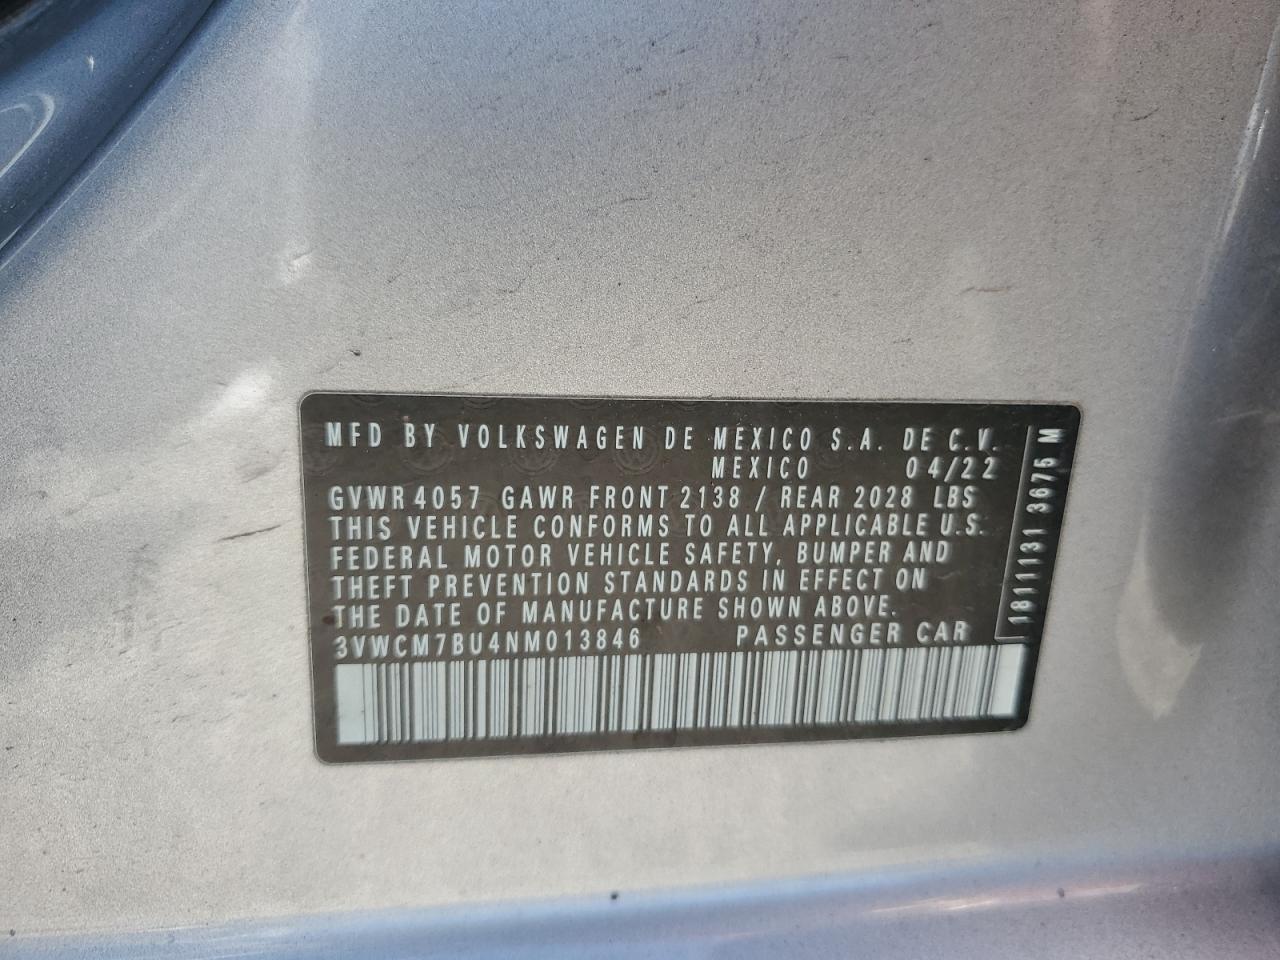 MFD BY VOLKSWAGEN DE MEXICO S.A. DE C.V.
MEXICO 04/22
GVWR 4057 GAWR FRONT 2138 / REAR 2028 LBS
THIS VEHICLE CONFORMS TO ALL APPLICABLE U.S.
FEDERAL MOTOR VEHICLE SAFETY, BUMPER AND
THEFT PREVENTION STANDARDS IN EFFECT ON
THE DATE OF MANUFACTURE SHOWN ABOVE.
3VWCM7BU4NM013846 PASSENGER CAR
1811131 3675 M